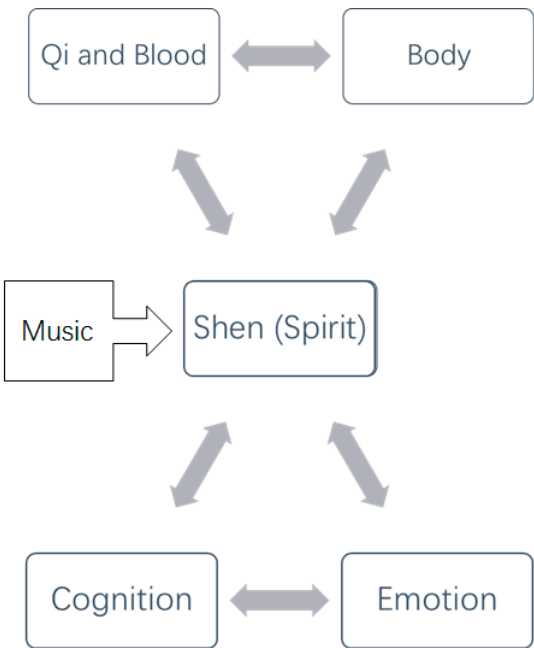 Qi and Blood
Body
Music
Shen (Spirit)
Cognition
Emotion